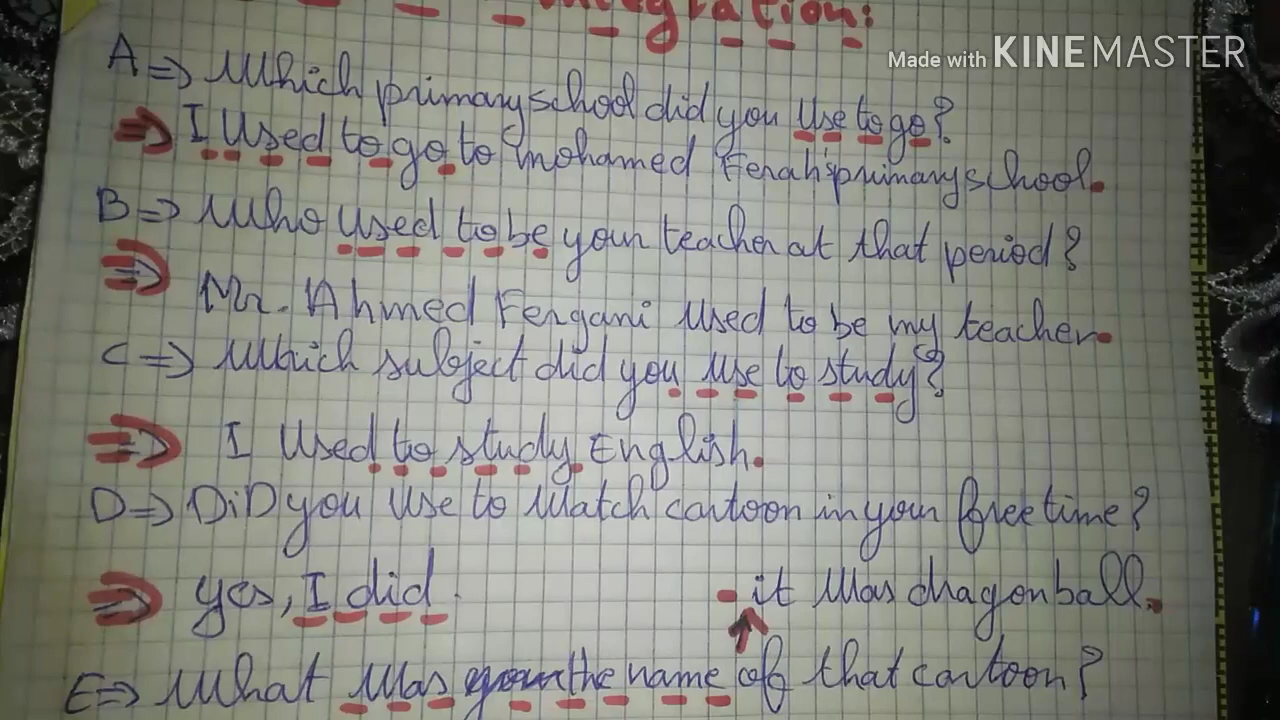 Integration:
Made with KINEMASTER
A => Which primary school did you use to go?
=> I used to go to mohamed Ferah's primary school.
B => Who used to be your teacher at that period?
=> Mr. Ahmed Fergani used to be my teacher.
C => Which subject did you use to study?
=> I used to study English.
D => DiD you use to watch cartoon in your free time?
=> yes, I did. - it was dragon ball.
E => What was the name of that cartoon?